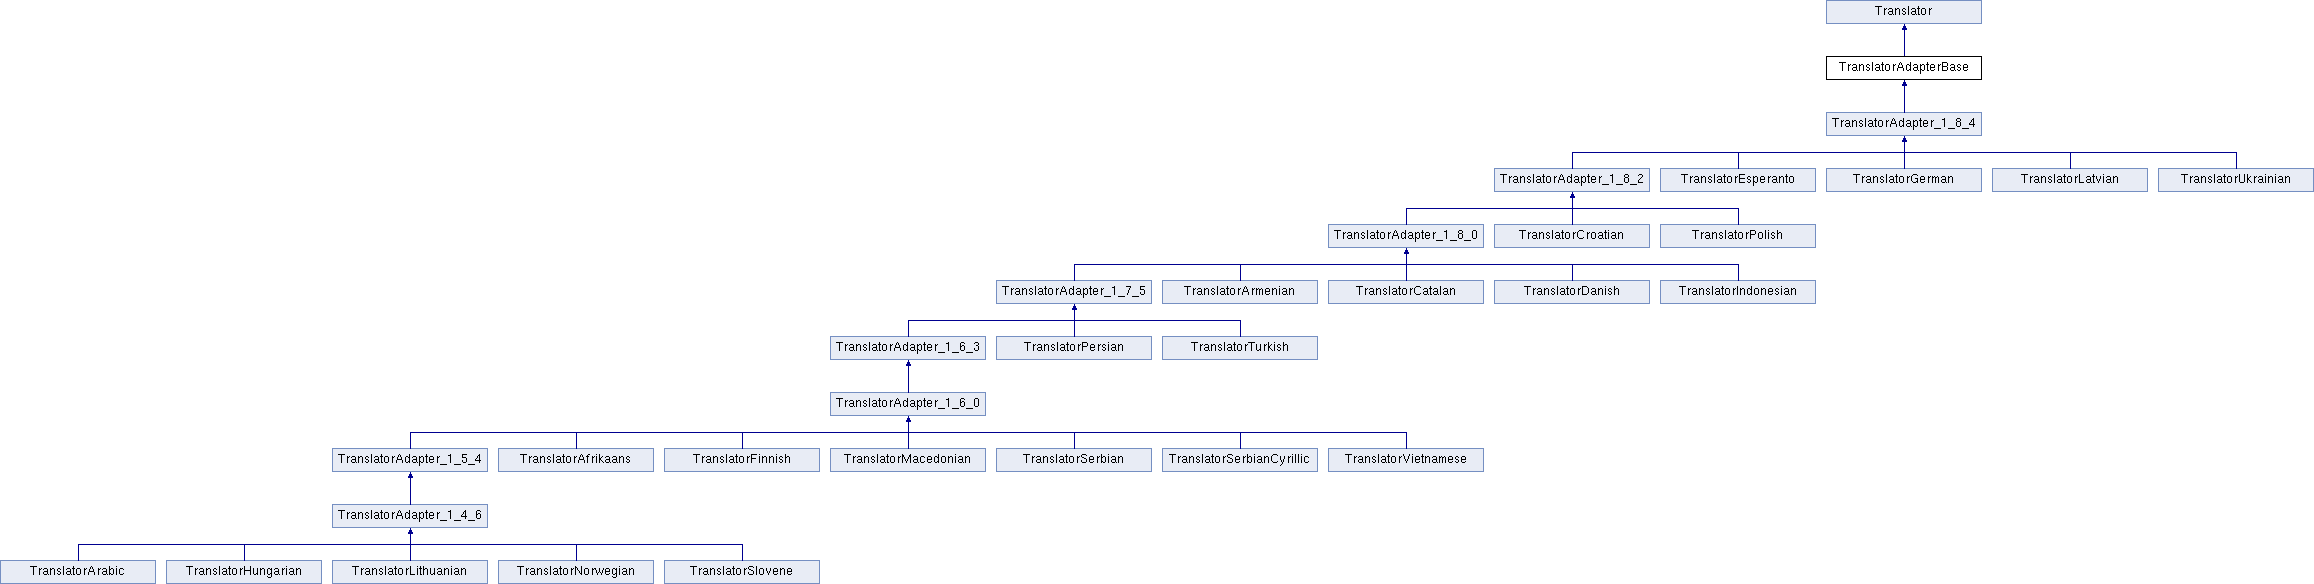 Translator
TranslatorAdapterBase
TranslatorAdapter_1_8_4
TranslatorAdapter_1_8_2 TranslatorEsperanto TranslatorGerman TranslatorLatvian TranslatorUkrainian
TranslatorAdapter_1_8_0 TranslatorCroatian TranslatorPolish
TranslatorAdapter_1_7_5 TranslatorArmenian TranslatorCatalan TranslatorDanish TranslatorIndonesian
TranslatorAdapter_1_6_3 TranslatorPersian TranslatorTurkish
TranslatorAdapter_1_6_0
TranslatorAdapter_1_5_4 TranslatorAfrikaans TranslatorFinnish TranslatorMacedonian TranslatorSerbian TranslatorSerbianCyrillic TranslatorVietnamese
TranslatorAdapter_1_4_6
TranslatorArabic TranslatorHungarian TranslatorLithuanian TranslatorNorwegian TranslatorSlovene